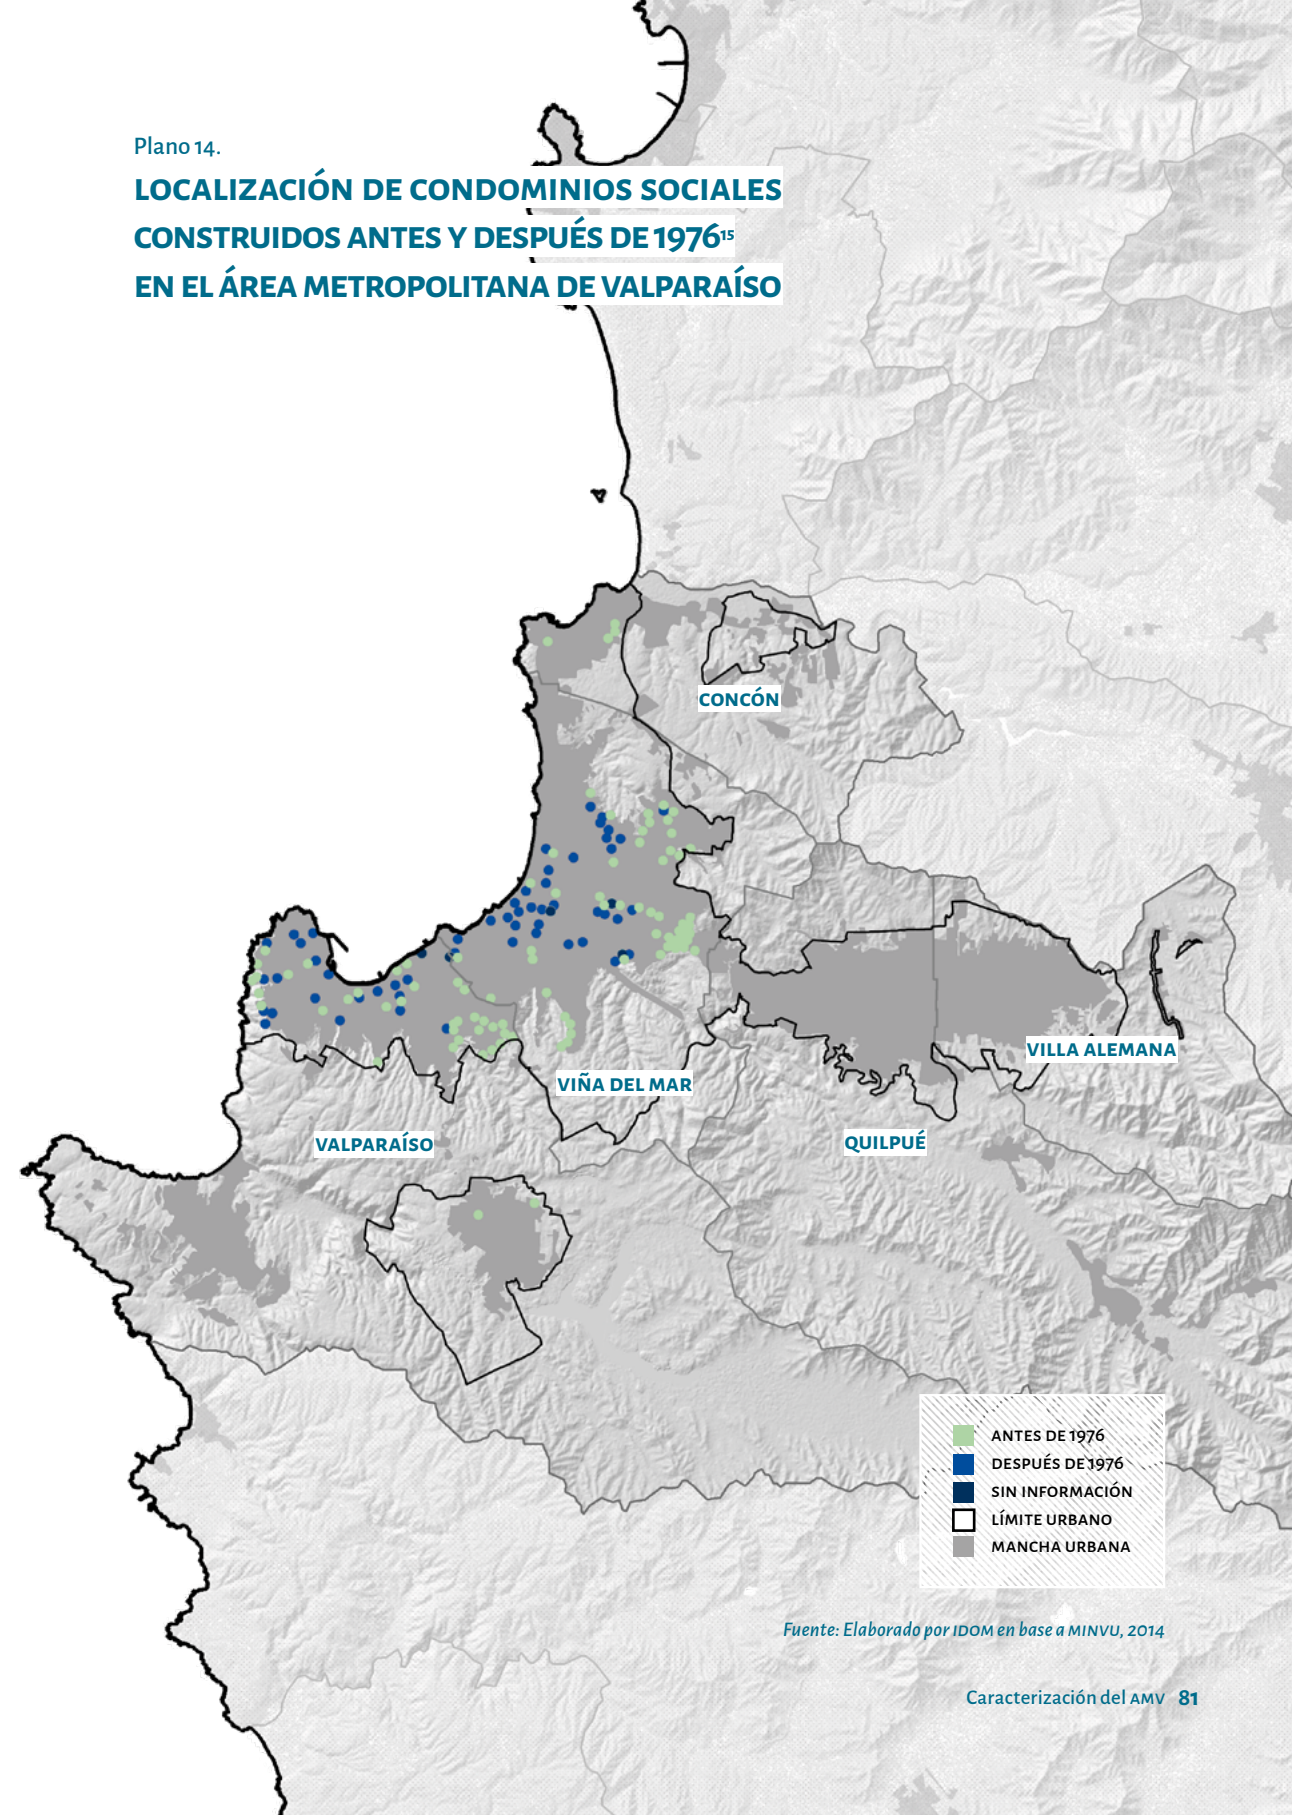 Plano 14.
LOCALIZACIÓN DE CONDOMINIOS SOCIALES
CONSTRUIDOS ANTES Y DESPUÉS DE 1976¹⁵
EN EL ÁREA METROPOLITANA DE VALPARAÍSO
CONCÓN
VILLA ALEMANA
VIÑA DEL MAR
QUILPUÉ
VALPARAÍSO
ANTES DE 1976
DESPUÉS DE 1976
SIN INFORMACIÓN
LÍMITE URBANO
MANCHA URBANA
Fuente: Elaborado por IDOM en base a MINVU, 2014
Caracterización del AMV 81